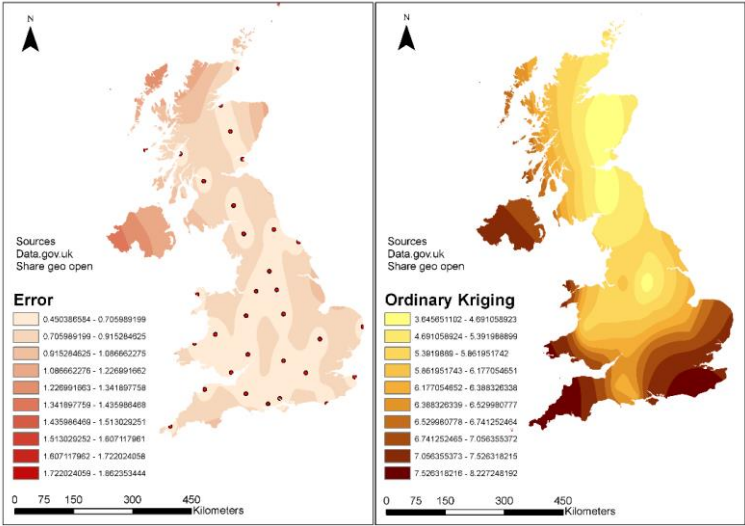 N
Sources
Data.gov.uk
Share geo open
Error
0.450386584 - 0.705989199
0.705989199 - 0.915284625
0.915284625 - 1.086662275
1.086662276 - 1.226991662
1.226991663 - 1.341897758
1.341897759 - 1.435986468
1.435986469 - 1.513029251
1.513029252 - 1.607117961
1.607117962 - 1.722024058
1.722024059 - 1.862353444
0 75 150 300 450
Kilometers
N
Sources
Data.gov.uk
Share geo open
Ordinary Kriging
3.645651102 - 4.691058923
4.691058924 - 5.391988899
5.3919889 - 5.861951742
5.861951743 - 6.177054651
6.177054652 - 6.388326338
6.388326339 - 6.529980777
6.529980778 - 6.741252464
6.741252465 - 7.056355372
7.056355373 - 7.526318215
7.526318216 - 8.227248192
0 75 150 300 450
Kilometers